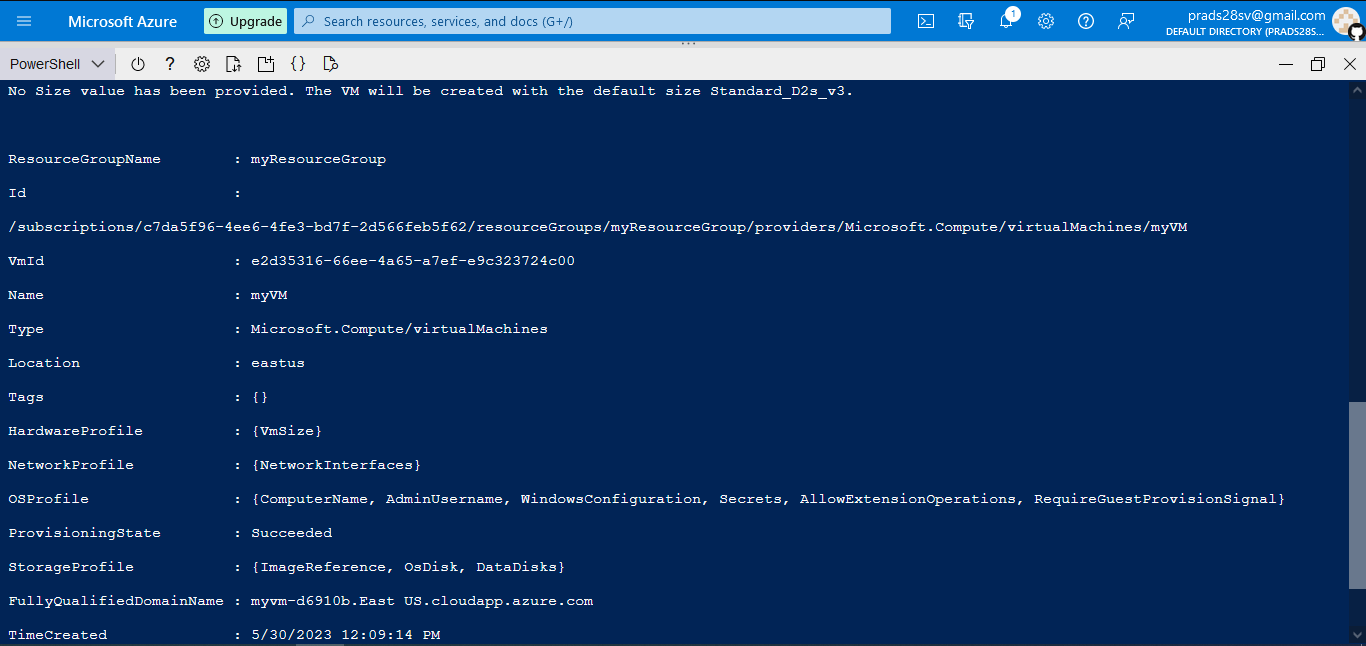 Microsoft Azure
Upgrade
Search resources, services, and docs (G+/)
1
prads28sv@gmail.com
DEFAULT DIRECTORY (PRADS28S...
PowerShell
No Size value has been provided. The VM will be created with the default size Standard_D2s_v3.
ResourceGroupName : myResourceGroup
Id :
/subscriptions/c7da5f96-4ee6-4fe3-bd7f-2d566feb5f62/resourceGroups/myResourceGroup/providers/Microsoft.Compute/virtualMachines/myVM
VmId : e2d35316-66ee-4a65-a7ef-e9c323724c00
Name : myVM
Type : Microsoft.Compute/virtualMachines
Location : eastus
Tags : {}
HardwareProfile : {VmSize}
NetworkProfile : {NetworkInterfaces}
OSProfile : {ComputerName, AdminUsername, WindowsConfiguration, Secrets, AllowExtensionOperations, RequireGuestProvisionSignal}
ProvisioningState : Succeeded
StorageProfile : {ImageReference, OsDisk, DataDisks}
FullyQualifiedDomainName : myvm-d6910b.East US.cloudapp.azure.com
TimeCreated : 5/30/2023 12:09:14 PM